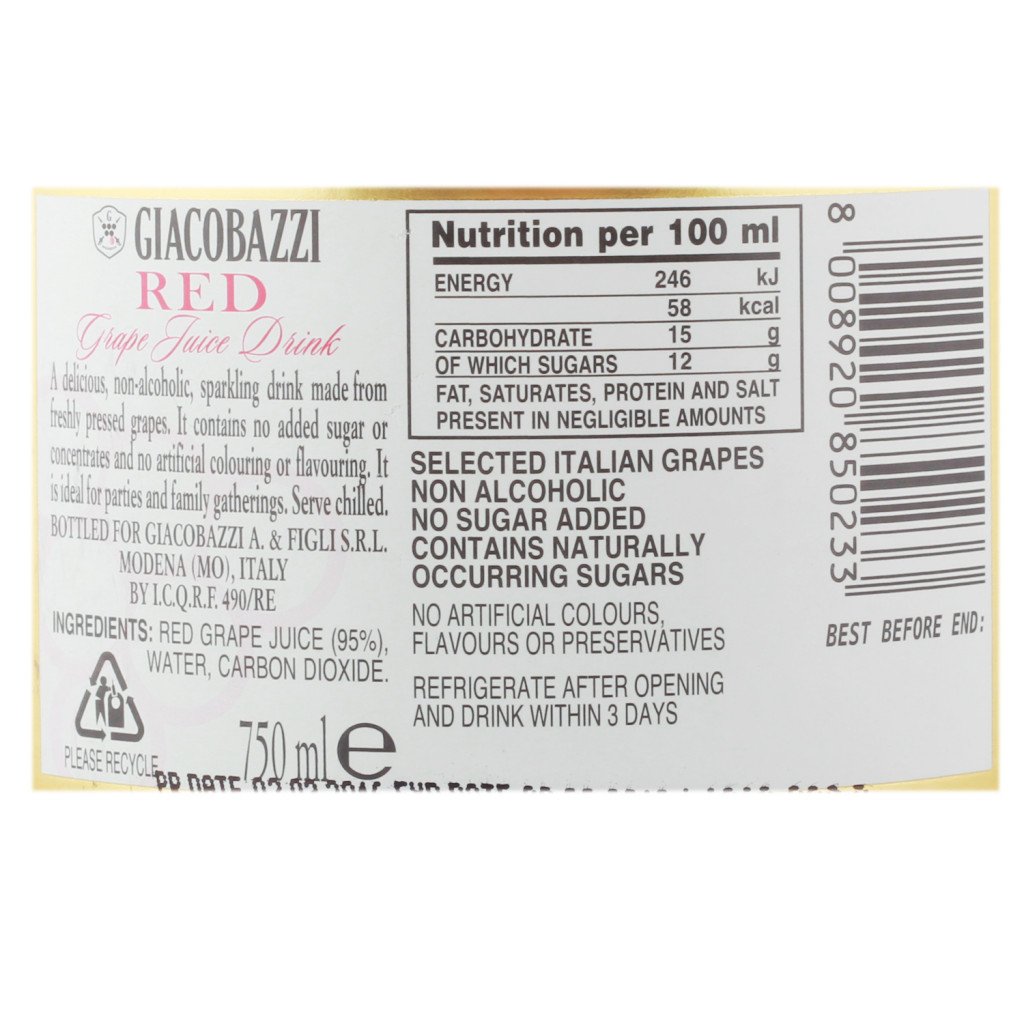 GIACOBAZZI
RED
Grape Juice Drink
A delicious, non-alcoholic, sparkling drink made from
freshly pressed grapes. It contains no added sugar or
concentrates and no artificial colouring or flavouring. It
is ideal for parties and family gatherings. Serve chilled.
BOTTLED FOR GIACOBAZZI A. & FIGLI S.R.L.
MODENA (MO), ITALY
BY I.C.Q.R.F. 490/RE
INGREDIENTS: RED GRAPE JUICE (95%),
WATER, CARBON DIOXIDE.
PLEASE RECYCLE
750 ml e
PR DATE
Nutrition per 100 ml
ENERGY 246 kJ
58 kcal
CARBOHYDRATE 15 g
OF WHICH SUGARS 12 g
FAT, SATURATES, PROTEIN AND SALT
PRESENT IN NEGLIGIBLE AMOUNTS
SELECTED ITALIAN GRAPES
NON ALCOHOLIC
NO SUGAR ADDED
CONTAINS NATURALLY
OCCURRING SUGARS
NO ARTIFICIAL COLOURS,
FLAVOURS OR PRESERVATIVES
REFRIGERATE AFTER OPENING
AND DRINK WITHIN 3 DAYS
8 008920 850233
BEST BEFORE END: